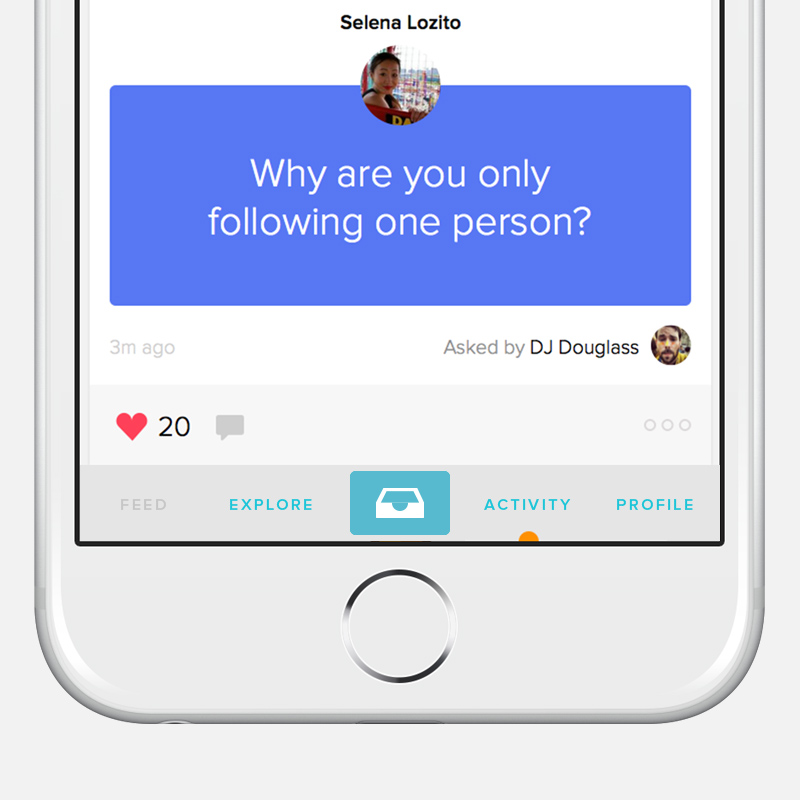 Selena Lozito
Why are you only
following one person?
3m ago
Asked by DJ Douglass
20
FEED
EXPLORE
ACTIVITY
PROFILE